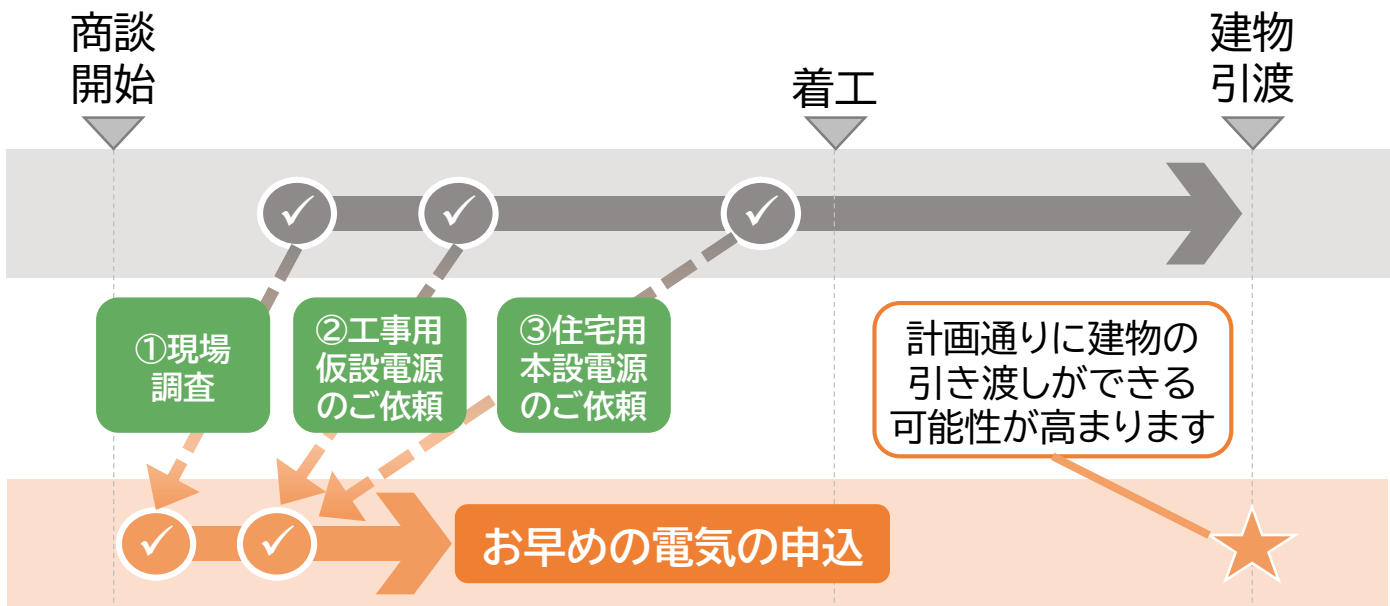 商談
開始
着工
建物
引渡
①現場
調査
②工事用
仮設電源
のご依頼
③住宅用
本設電源
のご依頼
計画通りに建物の
引き渡しができる
可能性が高まります
お早めの電気の申込